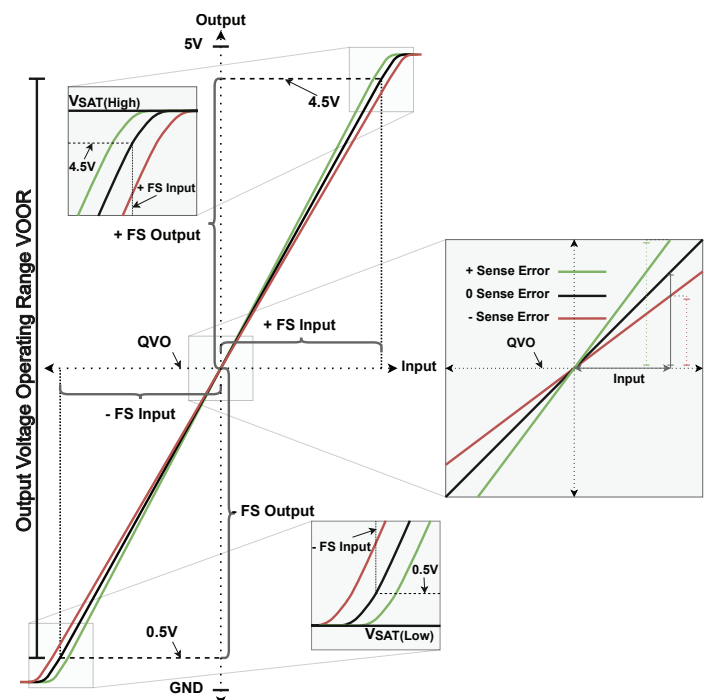 Output
5V
4.5V
VSAT(High)
4.5V
+ FS Input
+ FS Output
Output Voltage Operating Range VOOR
+ FS Input
QVO
Input
- FS Input
+ Sense Error
0 Sense Error
- Sense Error
QVO
Input
- FS Output
- FS Input
0.5V
VSAT(Low)
0.5V
GND